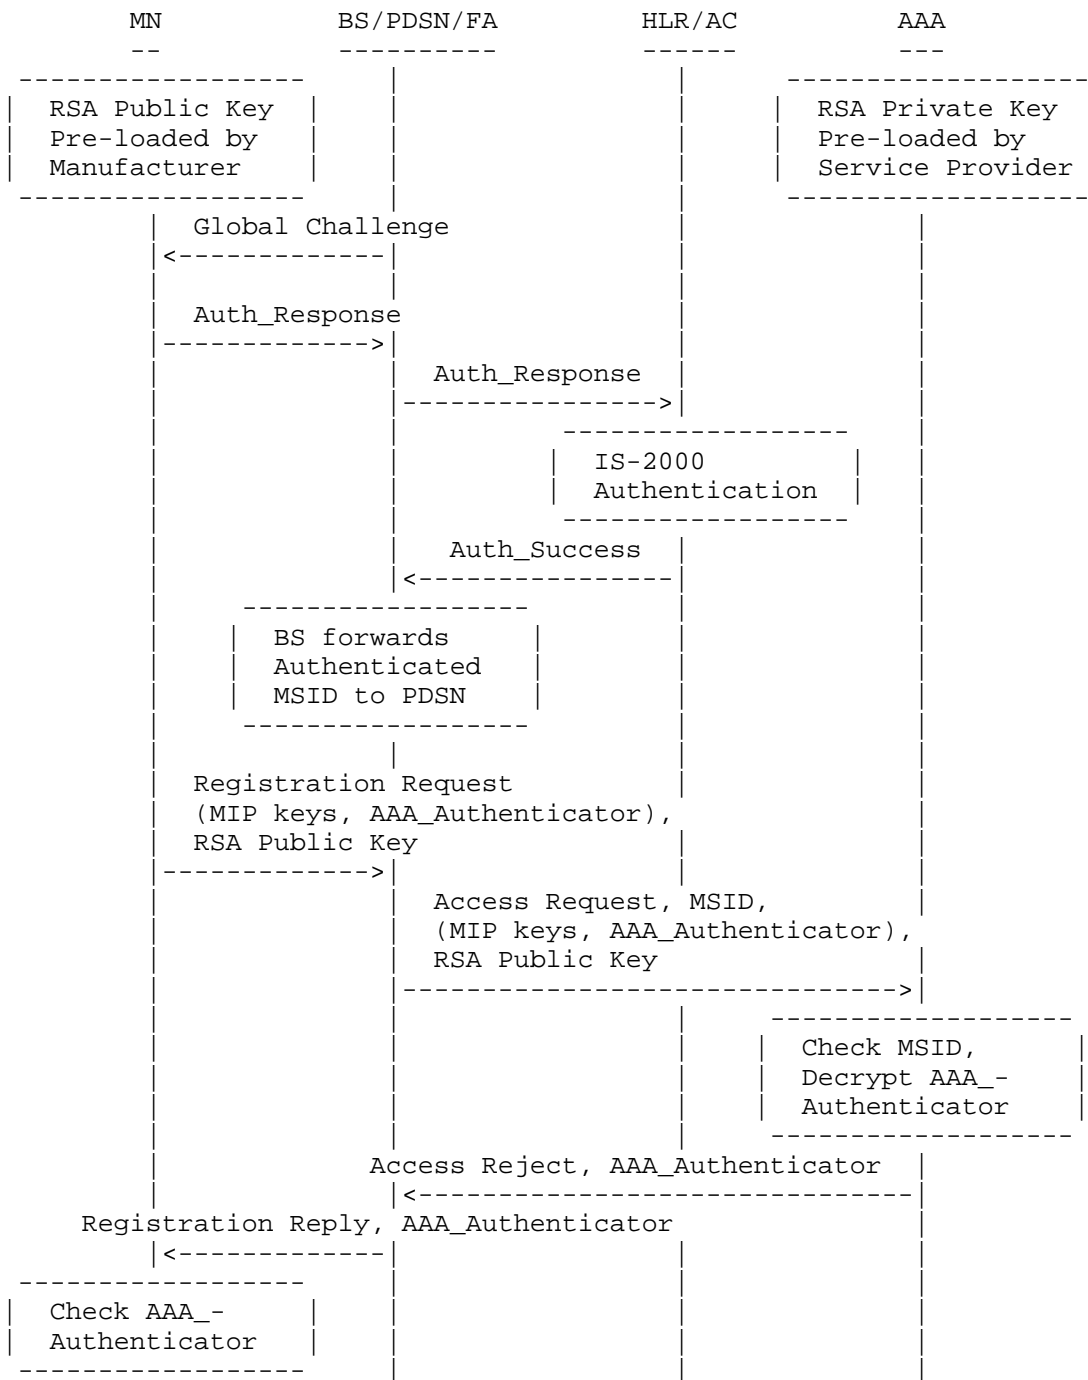 MN BS/PDSN/FA HLR/AC AAA
-- ---------- ------ ---
RSA Public Key RSA Private Key
Pre-loaded by Pre-loaded by
Manufacturer Service Provider
Global Challenge
Auth_Response
Auth_Response
IS-2000
Authentication
Auth_Success
BS forwards
Authenticated
MSID to PDSN
Registration Request
(MIP keys, AAA_Authenticator),
RSA Public Key
Access Request, MSID,
(MIP keys, AAA_Authenticator),
RSA Public Key
Check MSID,
Decrypt AAA_-
Authenticator
Access Reject, AAA_Authenticator
Registration Reply, AAA_Authenticator
Check AAA_-
Authenticator